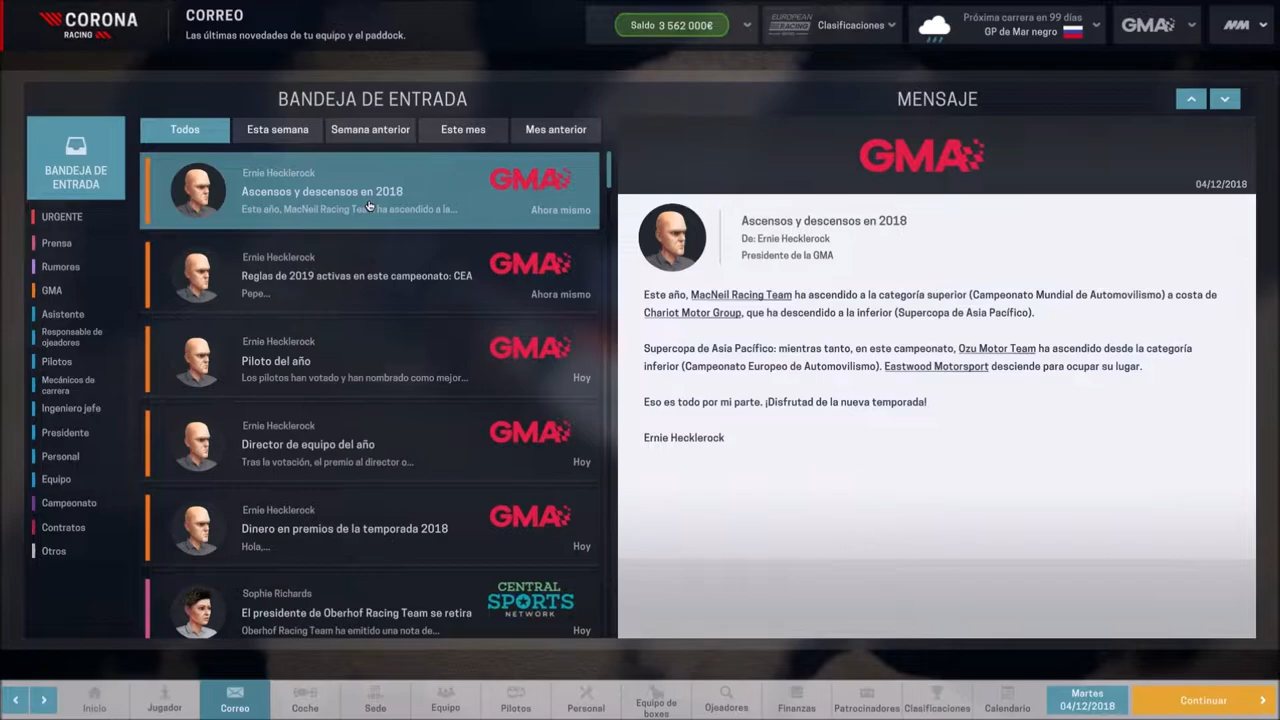 CORONA
RACING
CORREO
Las últimas novedades de tu equipo y el paddock.
Saldo 3 562 000€
EUROPEAN
RACING
SERIES
Clasificaciones
Próxima carrera en 99 días
GP de Mar negro
GMA
BANDEJA DE ENTRADA
MENSAJE
BANDEJA DE
ENTRADA
URGENTE
Prensa
Rumores
GMA
Asistente
Responsable de
ojeadores
Pilotos
Mecánicos de
carrera
Ingeniero jefe
Presidente
Personal
Equipo
Campeonato
Contratos
Otros
Todos
Esta semana
Semana anterior
Este mes
Mes anterior
Ernie Hecklerock
Ascensos y descensos en 2018
Este año, MacNeil Racing Team ha ascendido a la...
GMA
Ahora mismo
Ernie Hecklerock
Reglas de 2019 activas en este campeonato: CEA
Pepe...
GMA
Ahora mismo
Ernie Hecklerock
Piloto del año
Los pilotos han votado y han nombrado como mejor...
GMA
Hoy
Ernie Hecklerock
Director de equipo del año
Tras la votación, el premio al director o...
GMA
Hoy
Ernie Hecklerock
Dinero en premios de la temporada 2018
Hola,...
GMA
Hoy
Sophie Richards
El presidente de Oberhof Racing Team se retira
Oberhof Racing Team ha emitido una nota de...
CENTRAL
SPORTS
NETWORK
Hoy
GMA
04/12/2018
Ascensos y descensos en 2018
De: Ernie Hecklerock
Presidente de la GMA
Este año, MacNeil Racing Team ha ascendido a la categoría superior (Campeonato Mundial de Automovilismo) a costa de
Chariot Motor Group, que ha descendido a la inferior (Supercopa de Asia Pacífico).
Supercopa de Asia Pacífico: mientras tanto, en este campeonato, Ozu Motor Team ha ascendido desde la categoría
inferior (Campeonato Europeo de Automovilismo). Eastwood Motorsport desciende para ocupar su lugar.
Eso es todo por mi parte. ¡Disfrutad de la nueva temporada!
Ernie Hecklerock
Inicio
Jugador
Correo
Coche
Sede
Equipo
Pilotos
Personal
Equipo de
boxes
Ojeadores
Finanzas
Patrocinadores
Clasificaciones
Calendario
Martes
04/12/2018
Continuar